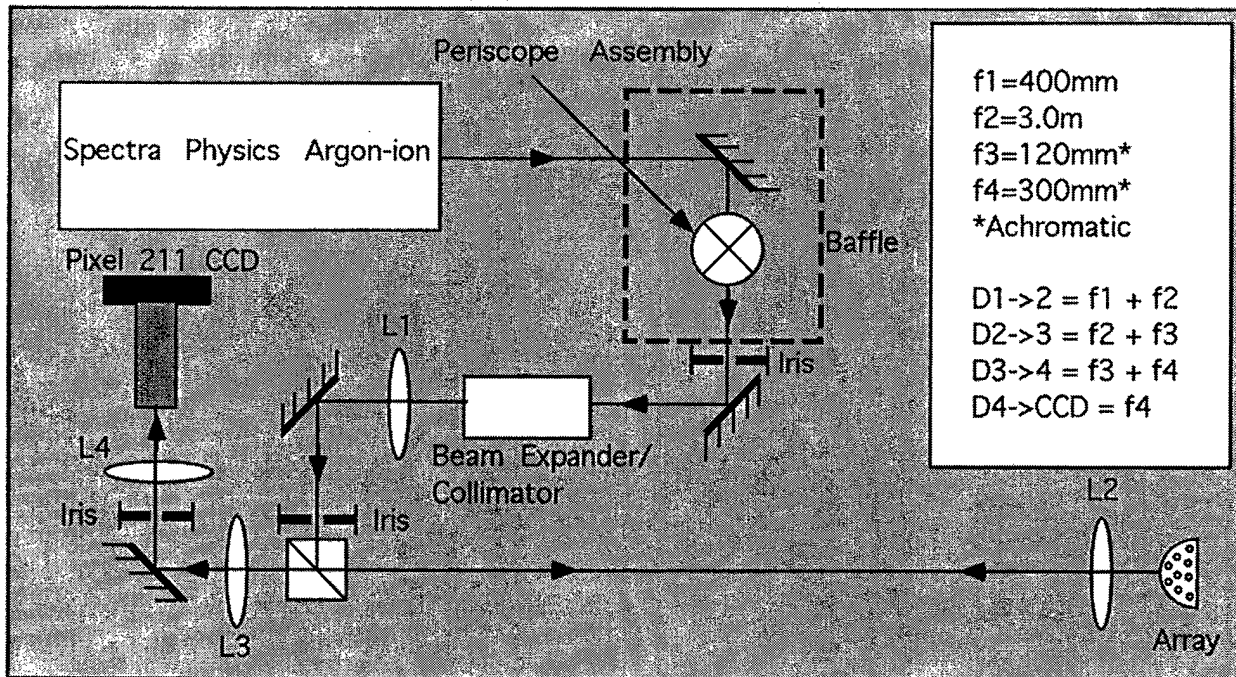 Periscope Assembly
Spectra Physics Argon-ion
Baffle
Pixel 211 CCD
L1
Iris
Beam Expander/
Collimator
L4
Iris
Iris
L3
L2
Array
f1=400mm
f2=3.0m
f3=120mm*
f4=300mm*
*Achromatic
D1->2 = f1 + f2
D2->3 = f2 + f3
D3->4 = f3 + f4
D4->CCD = f4